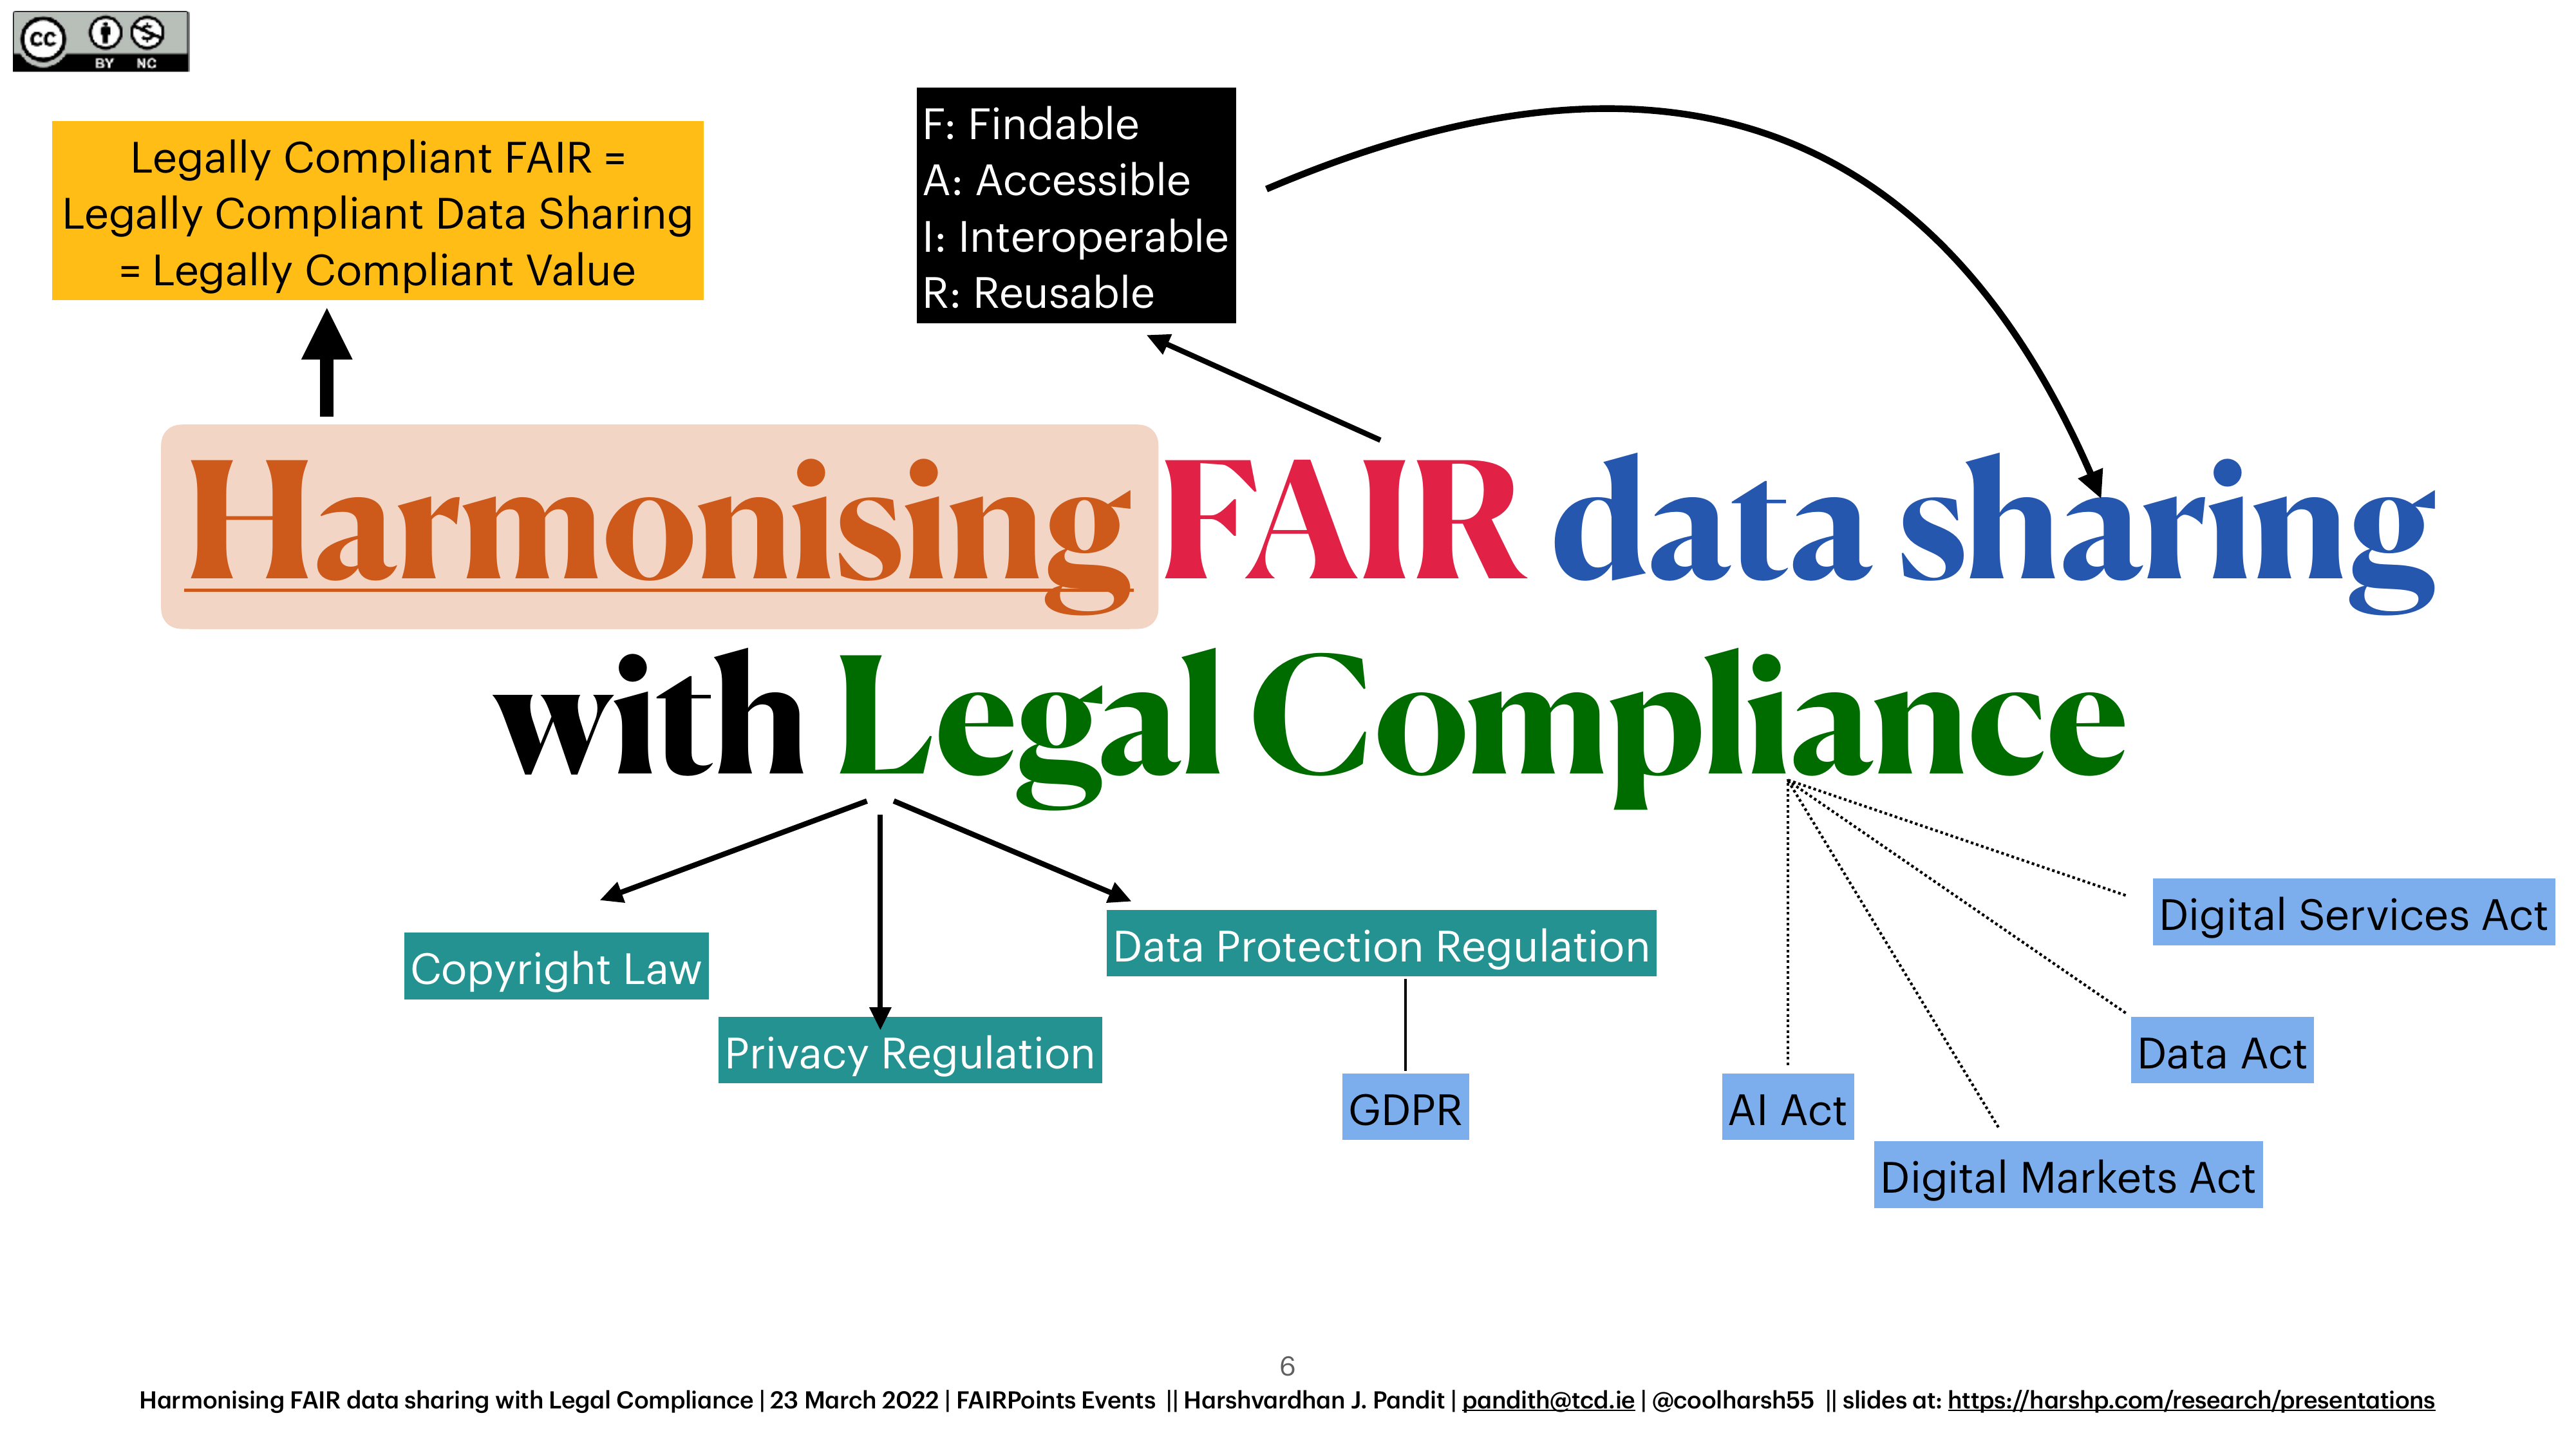 cc
BY NC
Legally Compliant FAIR =
Legally Compliant Data Sharing
= Legally Compliant Value
F: Findable
A: Accessible
I: Interoperable
R: Reusable
Harmonising FAIR data sharing
with Legal Compliance
Copyright Law
Privacy Regulation
Data Protection Regulation
GDPR
AI Act
Digital Markets Act
Data Act
Digital Services Act
6
Harmonising FAIR data sharing with Legal Compliance | 23 March 2022 | FAIRPoints Events || Harshvardhan J. Pandit | pandith@tcd.ie | @coolharsh55 || slides at: https://harshp.com/research/presentations